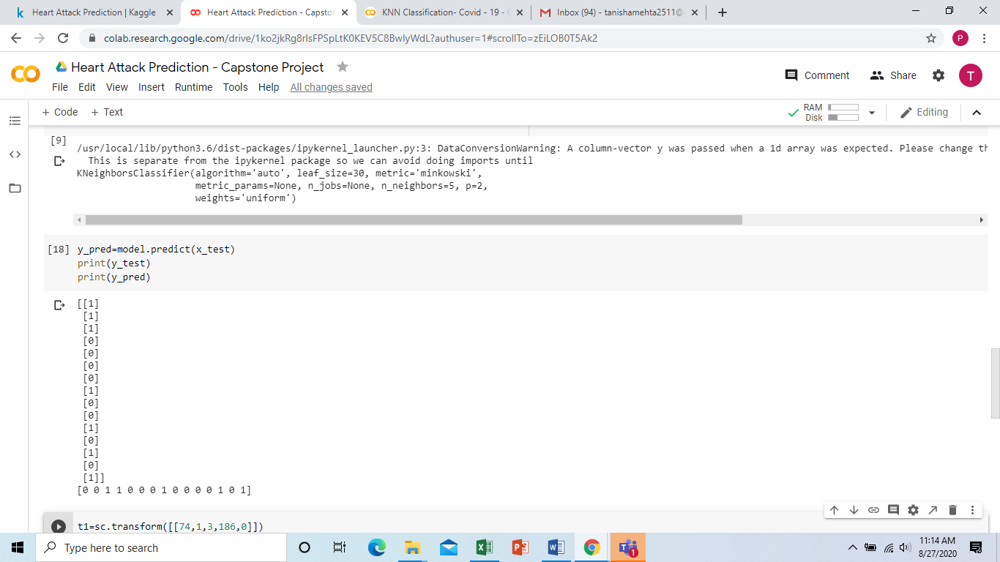 Heart Attack Prediction | Kaggle
Heart Attack Prediction - Capstor
KNN Classification- Covid - 19 -
Inbox (94) - tanishamehta2511@
colab.research.google.com/drive/1ko2jkRg8rlsFPSpLtK0KEV5C8BwlyWdL?authuser=1#scrollTo=zEiLOB0T5Ak2
P
Heart Attack Prediction - Capstone Project
Comment
Share
T
File Edit View Insert Runtime Tools Help All changes saved
+ Code + Text
RAM
Disk
Editing
[9]
/usr/local/lib/python3.6/dist-packages/ipykernel_launcher.py:3: DataConversionWarning: A column-vector y was passed when a 1d array was expected. Please change th
This is separate from the ipykernel package so we can avoid doing imports until
KNeighborsClassifier(algorithm='auto', leaf_size=30, metric='minkowski',
metric_params=None, n_jobs=None, n_neighbors=5, p=2,
weights='uniform')
[18] y_pred=model.predict(x_test)
print(y_test)
print(y_pred)
[[1]
[1]
[1]
[0]
[0]
[0]
[0]
[1]
[0]
[0]
[1]
[0]
[1]
[0]
[1]]
[0 0 1 1 0 0 0 1 0 0 0 0 1 0 1]
t1=sc.transform([[74,1,3,186,0]])
Type here to search
1
11:14 AM
8/27/2020